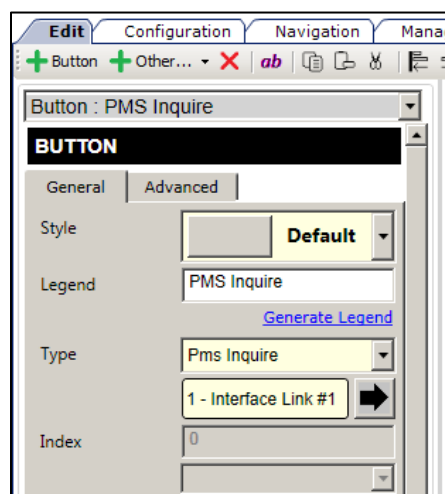 Edit Configuration Navigation
Button Other... ab
Button : PMS Inquire
BUTTON
General Advanced
Style Default
Legend PMS Inquire
Generate Legend
Type Pms Inquire
1 - Interface Link #1
Index 0